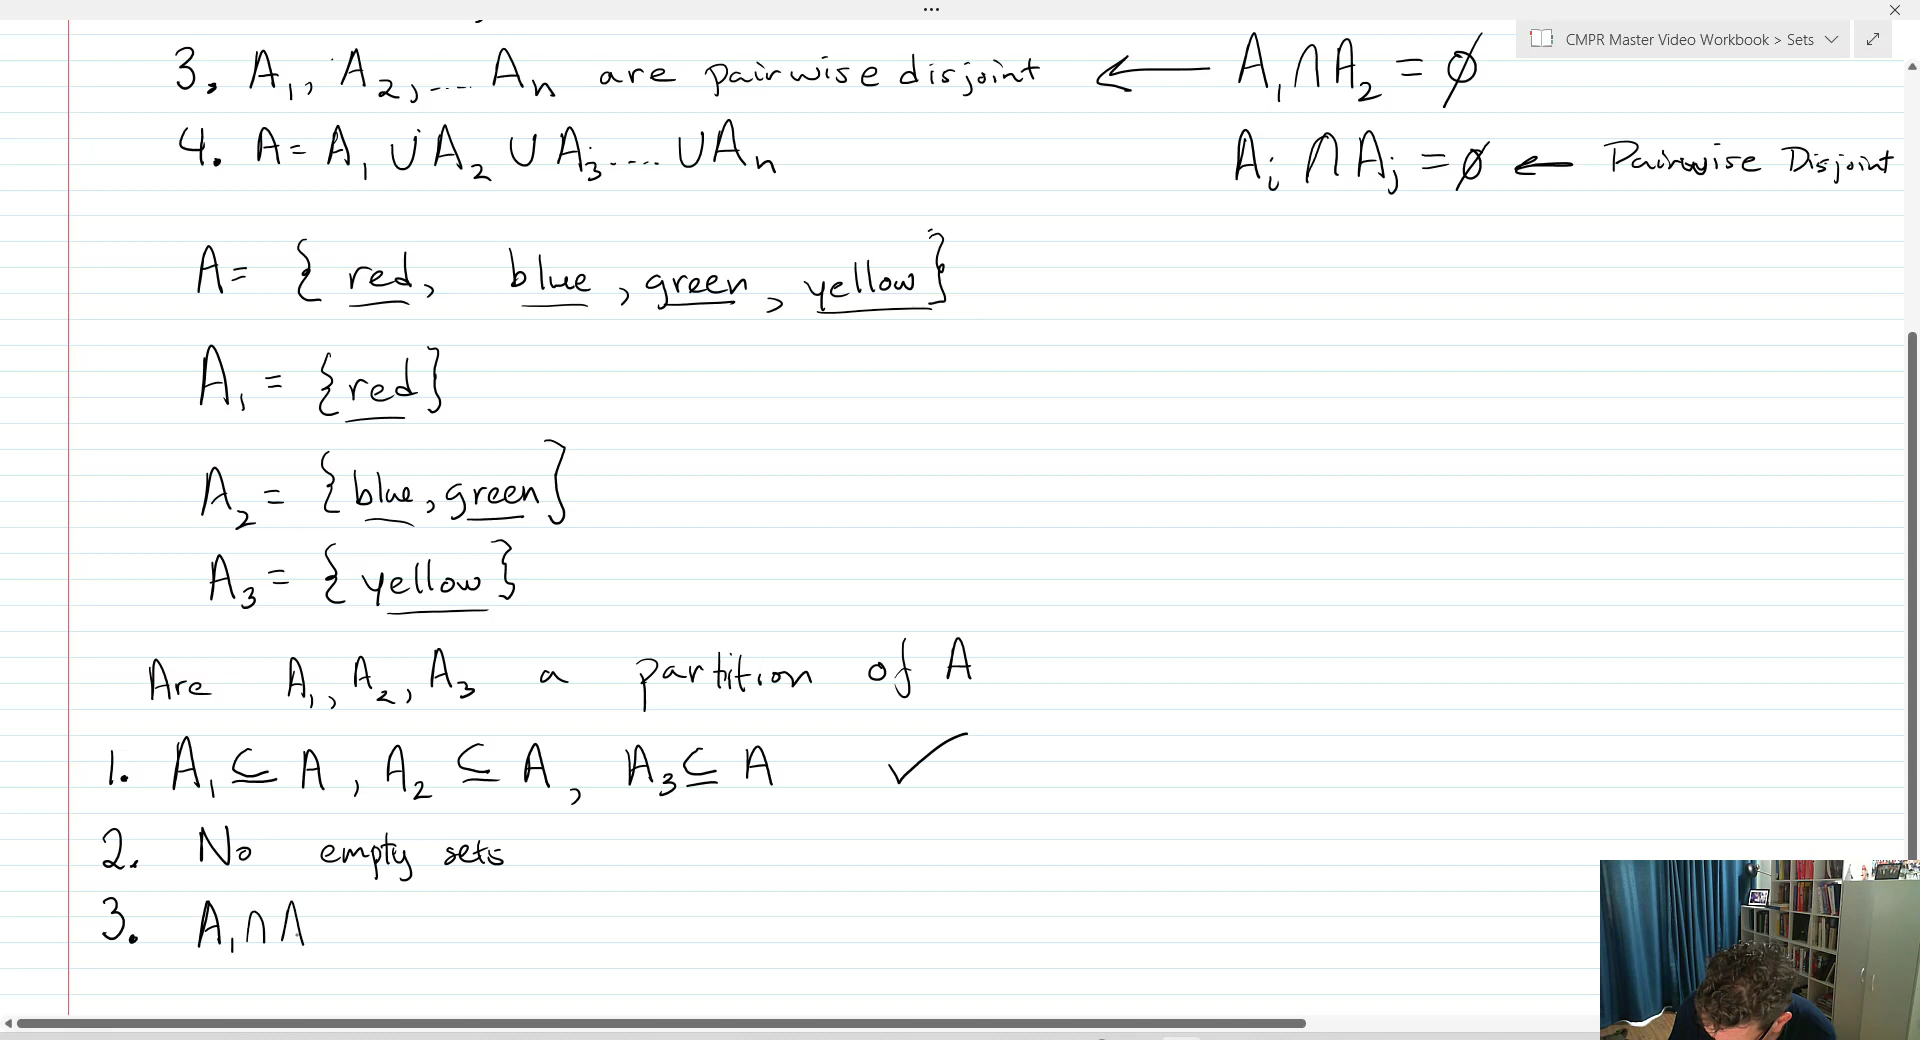 CMPR Master Video Workbook > Sets
3. A₁, A₂, .... Aₙ are pairwise disjoint ← A₁ ∩ A₂ = ∅
4. A = A₁ ∪ A₂ ∪ A₃ .... ∪ Aₙ
Aᵢ ∩ Aⱼ = ∅ ← Pairwise Disjoint
A = { red, blue, green, yellow }
A₁ = {red}
A₂ = {blue, green}
A₃ = { yellow }
Are A₁, A₂, A₃ a partition of A
1. A₁ ⊆ A, A₂ ⊆ A, A₃ ⊆ A ✓
2. No empty sets
3. A₁ ∩ A